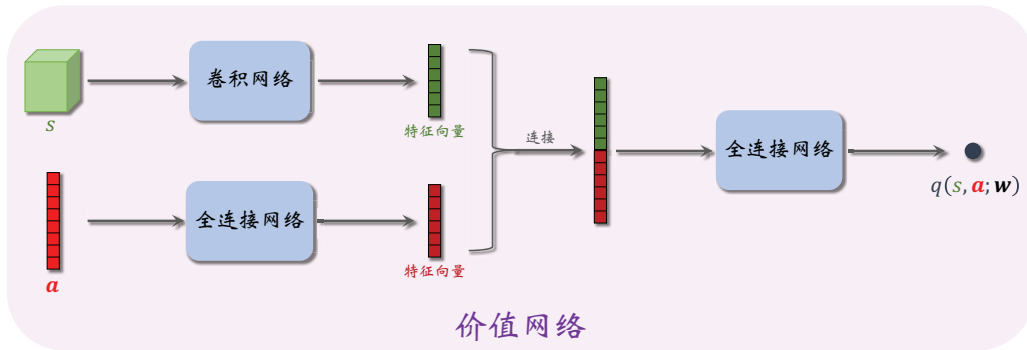 s
卷积网络
特征向量
连接
全连接网络
q(s, a; w)
a
全连接网络
特征向量
价值网络